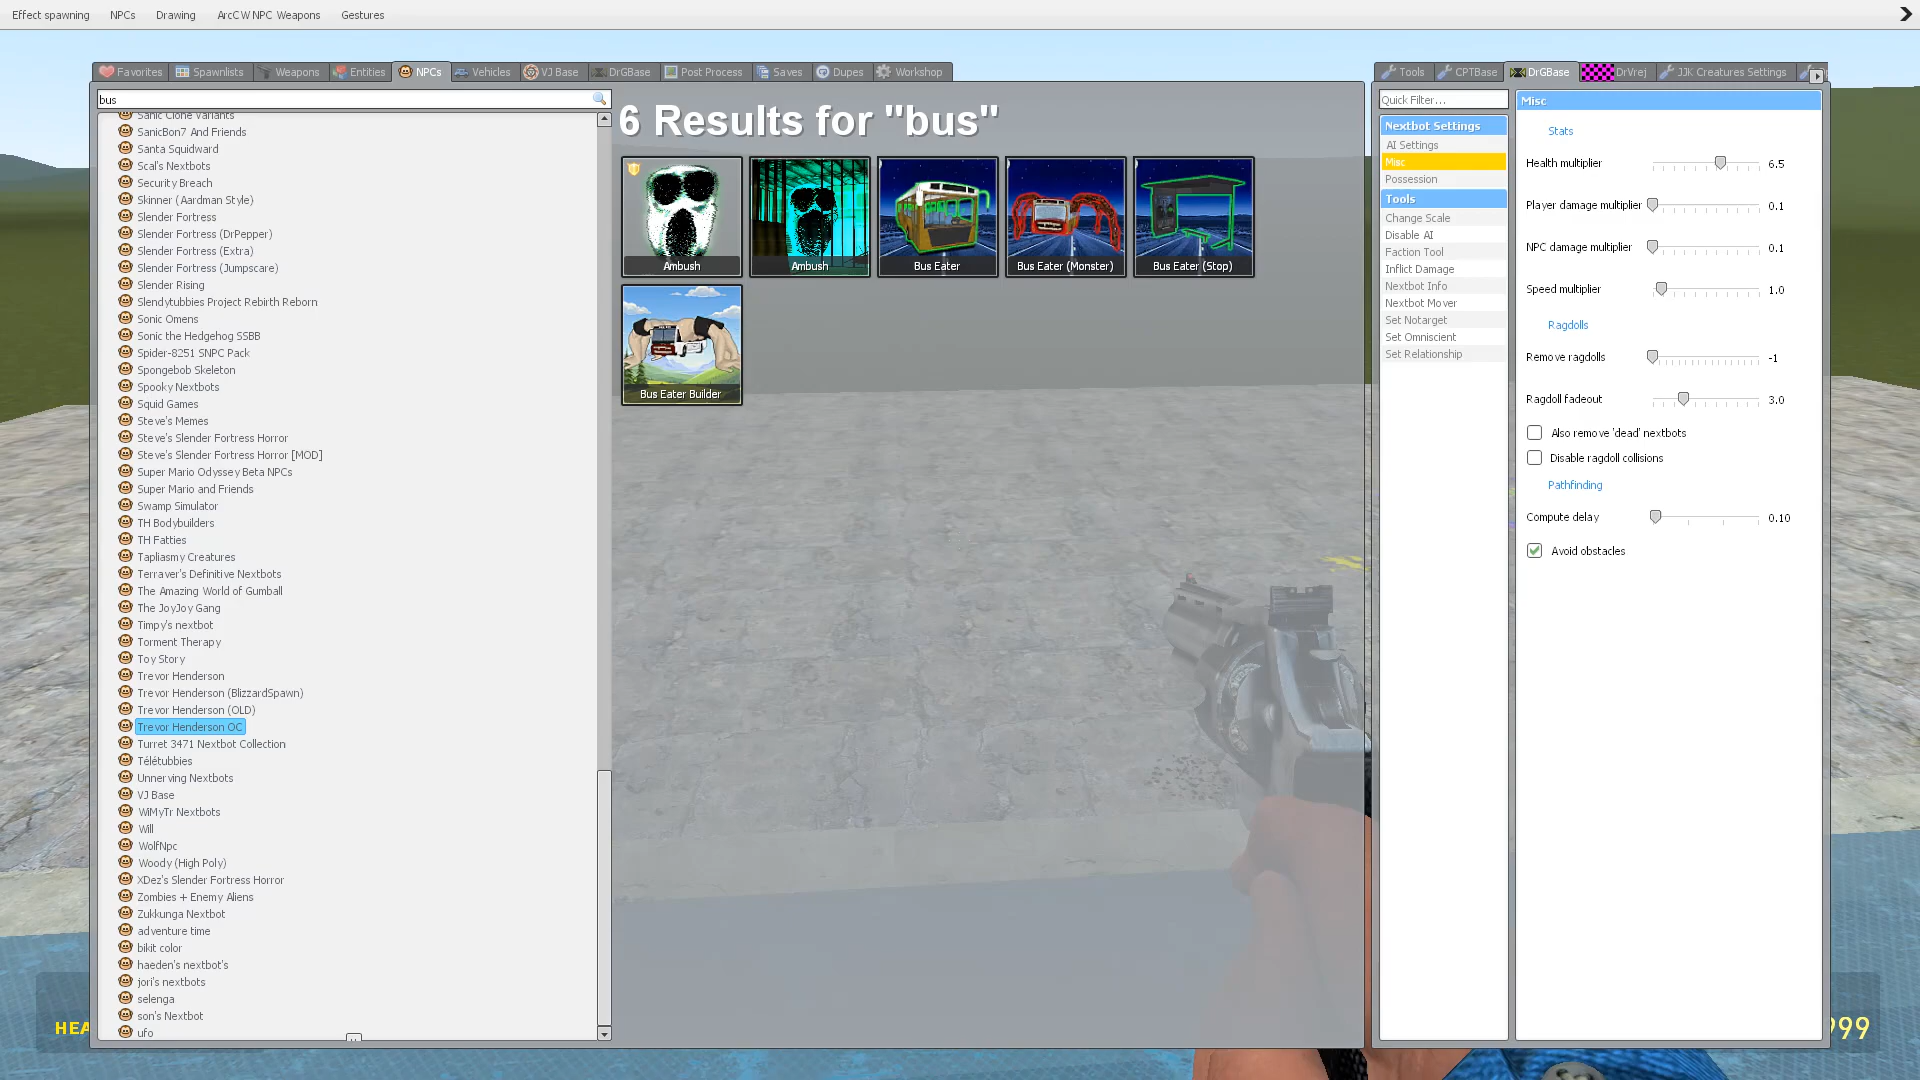 Effect spawning NPCs Drawing ArcCW NPC Weapons Gestures
Favorites Spawnlists Weapons Entities NPCs Vehicles VJ Base DrGBase Post Process Saves Dupes Workshop
bus
Sanic Clone Variants
SanicBon7 And Friends
Santa Squidward
Scal's Nextbots
Security Breach
Skinner (Aardman Style)
Slender Fortress
Slender Fortress (DrPepper)
Slender Fortress (Extra)
Slender Fortress (Jumpscare)
Slender Rising
Slendytubbies Project Rebirth Reborn
Sonic Omens
Sonic the Hedgehog SSBB
Spider-8251 SNPC Pack
Spongebob Skeleton
Spooky Nextbots
Squid Games
Steve's Memes
Steve's Slender Fortress Horror
Steve's Slender Fortress Horror [MOD]
Super Mario Odyssey Beta NPCs
Super Mario and Friends
Swamp Simulator
TH Bodybuilders
TH Fatties
Tapliasmy Creatures
Terraver's Definitive Nextbots
The Amazing World of Gumball
The JoyJoy Gang
Timpy's nextbot
Torment Therapy
Toy Story
Trevor Henderson
Trevor Henderson (BlizzardSpawn)
Trevor Henderson (OLD)
Trevor Henderson OC
Turret 3471 Nextbot Collection
Télétubbies
Unnerving Nextbots
VJ Base
WiMyTr Nextbots
Will
WolfNpc
Woody (High Poly)
XDez's Slender Fortress Horror
Zombies + Enemy Aliens
Zukkunga Nextbot
adventure time
bikit color
haeden's nextbot's
jori's nextbots
selenga
son's Nextbot
ufo
6 Results for "bus"
Ambush
Ambush
Bus Eater
Bus Eater (Monster)
Bus Eater (Stop)
Bus Eater Builder
Tools CPTBase DrGBase DrVrej JJK Creatures Settings
Quick Filter...
Nextbot Settings
AI Settings
Misc
Possession
Tools
Change Scale
Disable AI
Faction Tool
Inflict Damage
Nextbot Info
Nextbot Mover
Set Notarget
Set Omniscient
Set Relationship
Misc
Stats
Health multiplier 6.5
Player damage multiplier 0.1
NPC damage multiplier 0.1
Speed multiplier 1.0
Ragdolls
Remove ragdolls -1
Ragdoll fadeout 3.0
Also remove 'dead' nextbots
Disable ragdoll collisions
Pathfinding
Compute delay 0.10
Avoid obstacles
HEA
999